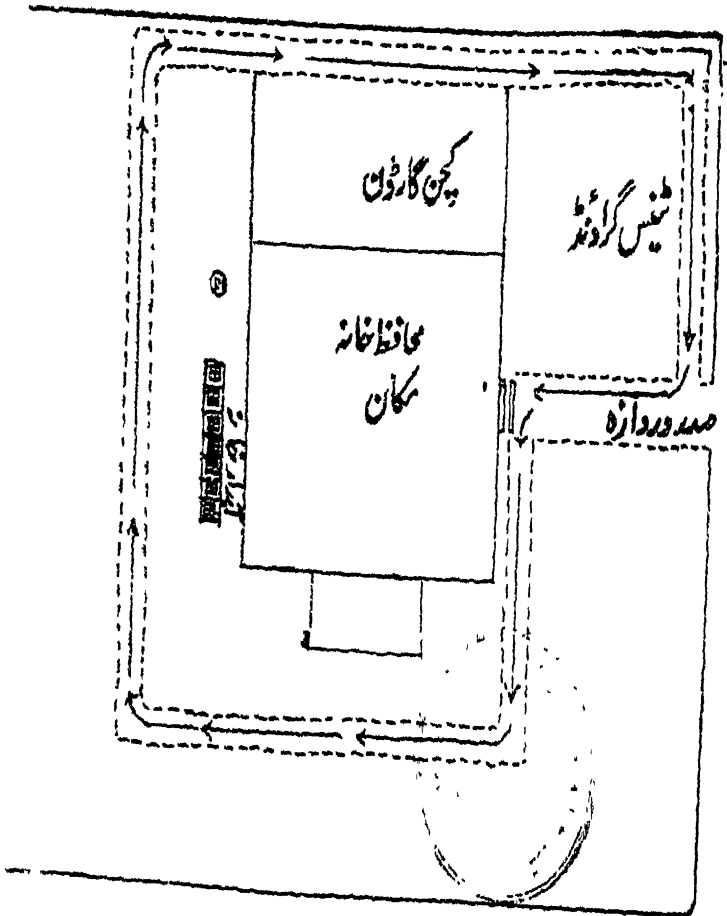 کچن گارڈن
ٹینس گراؤنڈ
محافظ خانہ
مکان
صدر دروازہ